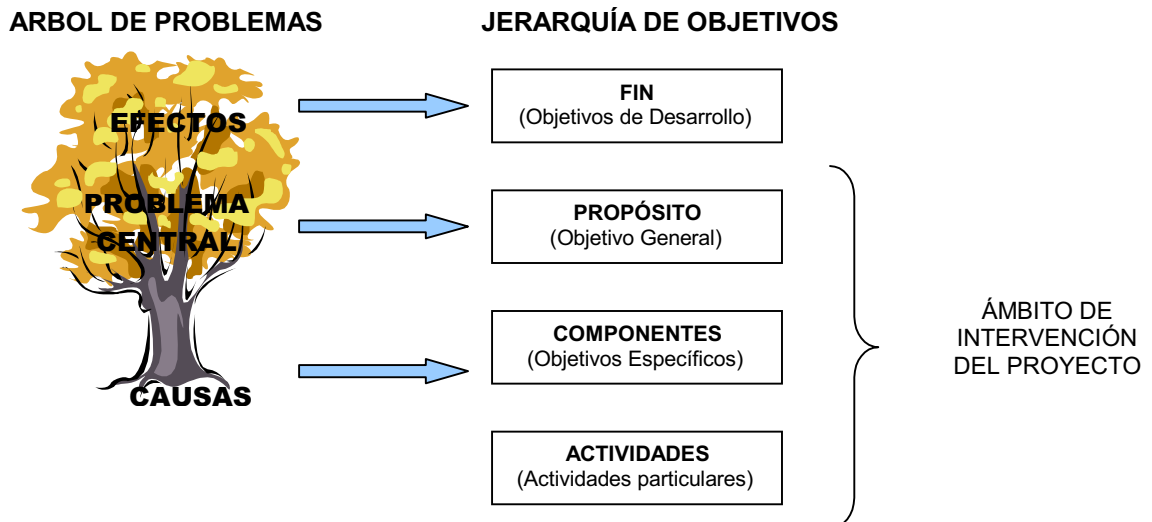 ARBOL DE PROBLEMAS
JERARQUÍA DE OBJETIVOS
EFECTOS
PROBLEMA
CENTRAL
CAUSAS
FIN
(Objetivos de Desarrollo)
PROPÓSITO
(Objetivo General)
COMPONENTES
(Objetivos Específicos)
ACTIVIDADES
(Actividades particulares)
ÁMBITO DE
INTERVENCIÓN
DEL PROYECTO